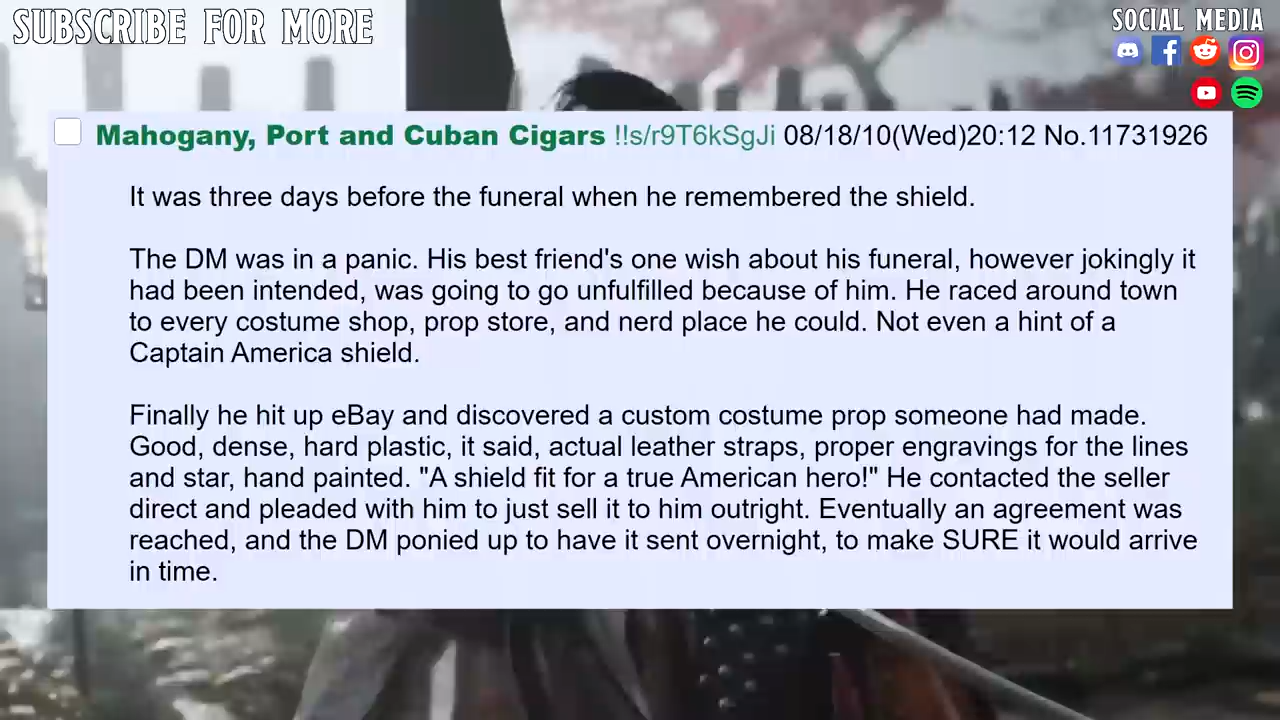 SUBSCRIBE FOR MORE
SOCIAL MEDIA
Mahogany, Port and Cuban Cigars !!s/r9T6kSgJi 08/18/10(Wed)20:12 No.11731926
It was three days before the funeral when he remembered the shield.
The DM was in a panic. His best friend's one wish about his funeral, however jokingly it
had been intended, was going to go unfulfilled because of him. He raced around town
to every costume shop, prop store, and nerd place he could. Not even a hint of a
Captain America shield.
Finally he hit up eBay and discovered a custom costume prop someone had made.
Good, dense, hard plastic, it said, actual leather straps, proper engravings for the lines
and star, hand painted. "A shield fit for a true American hero!" He contacted the seller
direct and pleaded with him to just sell it to him outright. Eventually an agreement was
reached, and the DM ponied up to have it sent overnight, to make SURE it would arrive
in time.